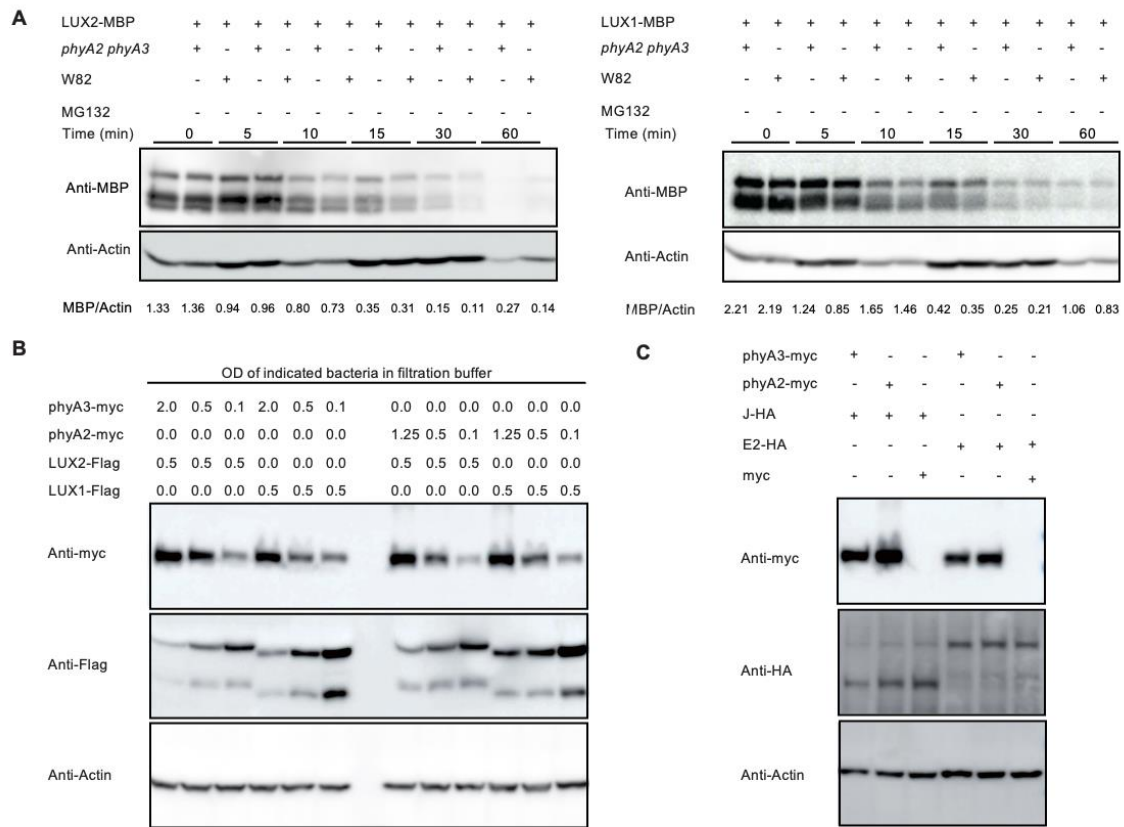 A
LUX2-MBP + + + + + + + + + + + +
phyA2 phyA3 + - + - + - + - + - + -
W82 - + - + - + - + - + - +
MG132 - - - - - - - - - - - -
Time (min) 0 5 10 15 30 60
Anti-MBP
Anti-Actin
MBP/Actin 1.33 1.36 0.94 0.96 0.80 0.73 0.35 0.31 0.15 0.11 0.27 0.14
LUX1-MBP + + + + + + + + + + + +
phyA2 phyA3 + - + - + - + - + - + -
W82 - + - + - + - + - + - +
MG132 - - - - - - - - - - - -
Time (min) 0 5 10 15 30 60
Anti-MBP
Anti-Actin
MBP/Actin 2.21 2.19 1.24 0.85 1.65 1.46 0.42 0.35 0.25 0.21 1.06 0.83
B
OD of indicated bacteria in filtration buffer
phyA3-myc 2.0 0.5 0.1 2.0 0.5 0.1 0.0 0.0 0.0 0.0 0.0 0.0
phyA2-myc 0.0 0.0 0.0 0.0 0.0 0.0 1.25 0.5 0.1 1.25 0.5 0.1
LUX2-Flag 0.5 0.5 0.5 0.0 0.0 0.0 0.5 0.5 0.5 0.0 0.0 0.0
LUX1-Flag 0.0 0.0 0.0 0.5 0.5 0.5 0.0 0.0 0.0 0.5 0.5 0.5
Anti-myc
Anti-Flag
Anti-Actin
C
phyA3-myc + - - + - -
phyA2-myc - + - - + -
J-HA + + + - - -
E2-HA - - - + + +
myc - - + - - +
Anti-myc
Anti-HA
Anti-Actin